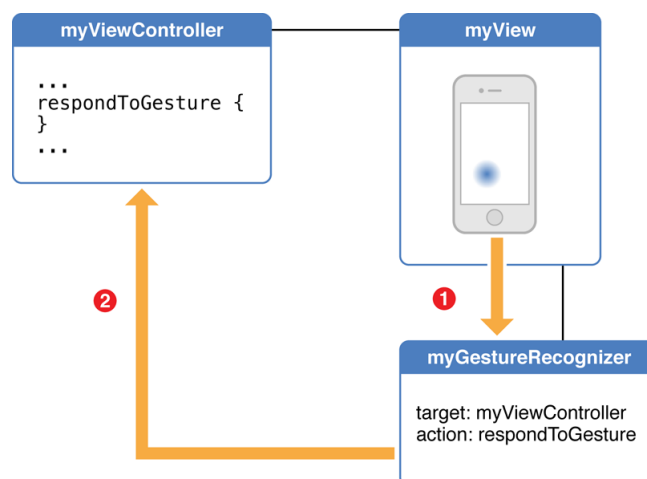 myViewController
...
respondToGesture {
}
...
myView
2
1
myGestureRecognizer
target: myViewController
action: respondToGesture